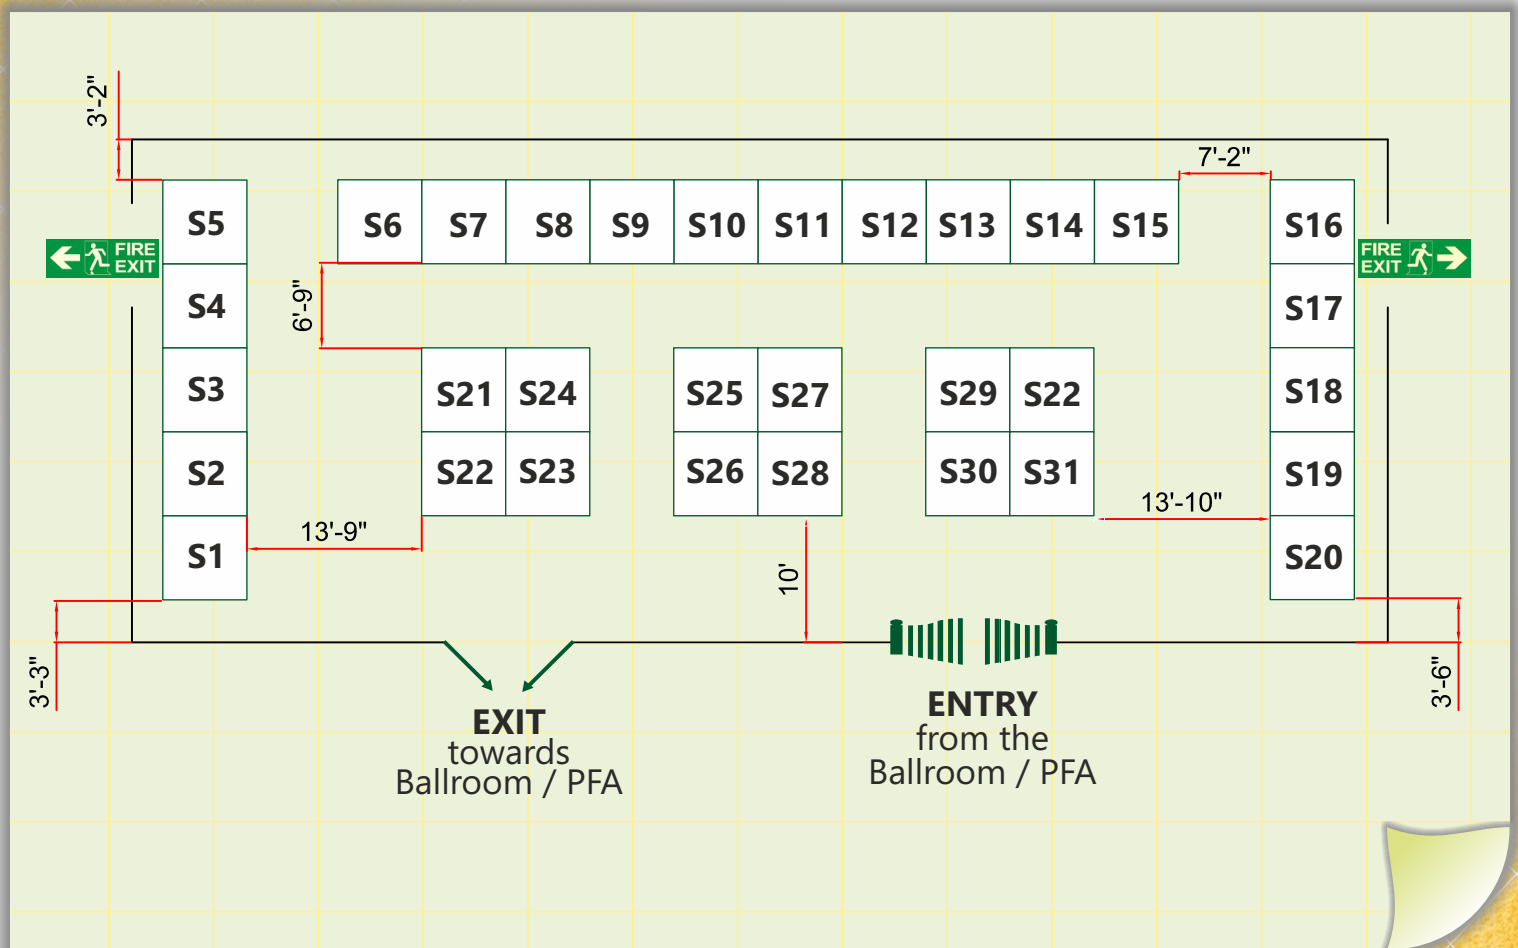 3'-2"
7'-2"
S5
S6 S7 S8 S9 S10 S11 S12 S13 S14 S15
S16
FIRE
EXIT
FIRE
EXIT
S4
6'-9"
S17
S3
S21 S24
S25 S27
S29 S22
S18
S2
S22 S23
S26 S28
S30 S31
S19
13'-9"
13'-10"
S1
10'
S20
3'-3"
3'-6"
EXIT
towards
Ballroom / PFA
ENTRY
from the
Ballroom / PFA